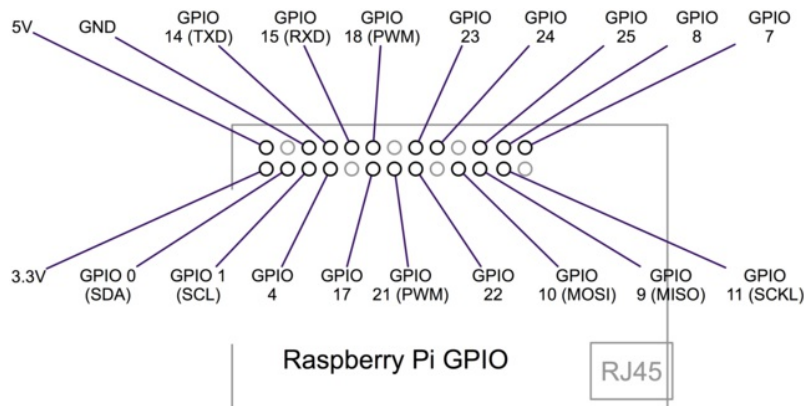 5V
GND
GPIO
14 (TXD)
GPIO
15 (RXD)
GPIO
18 (PWM)
GPIO
23
GPIO
24
GPIO
25
GPIO
8
GPIO
7
3.3V
GPIO 0
(SDA)
GPIO 1
(SCL)
GPIO
4
GPIO
17
GPIO
21 (PWM)
GPIO
22
GPIO
10 (MOSI)
GPIO
9 (MISO)
GPIO
11 (SCKL)
Raspberry Pi GPIO
RJ45